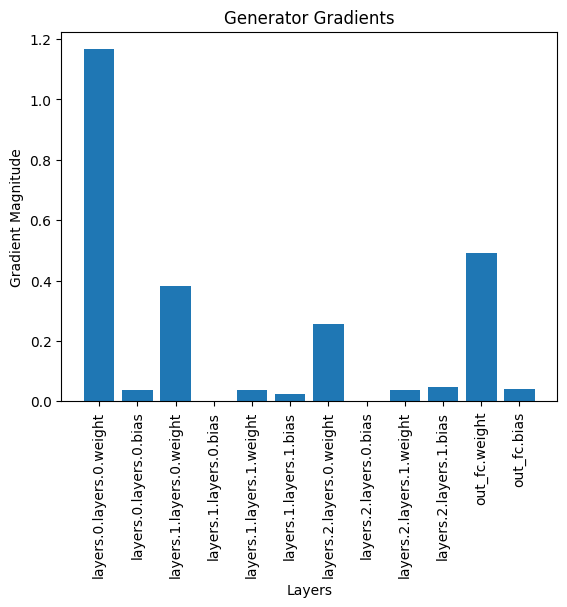 Generator Gradients
1.2
1.0
0.8
0.6
0.4
0.2
0.0
Gradient Magnitude
layers.0.layers.0.weight
layers.0.layers.0.bias
layers.1.layers.0.weight
layers.1.layers.0.bias
layers.1.layers.1.weight
layers.1.layers.1.bias
layers.2.layers.0.weight
layers.2.layers.0.bias
layers.2.layers.1.weight
layers.2.layers.1.bias
out_fc.weight
out_fc.bias
Layers